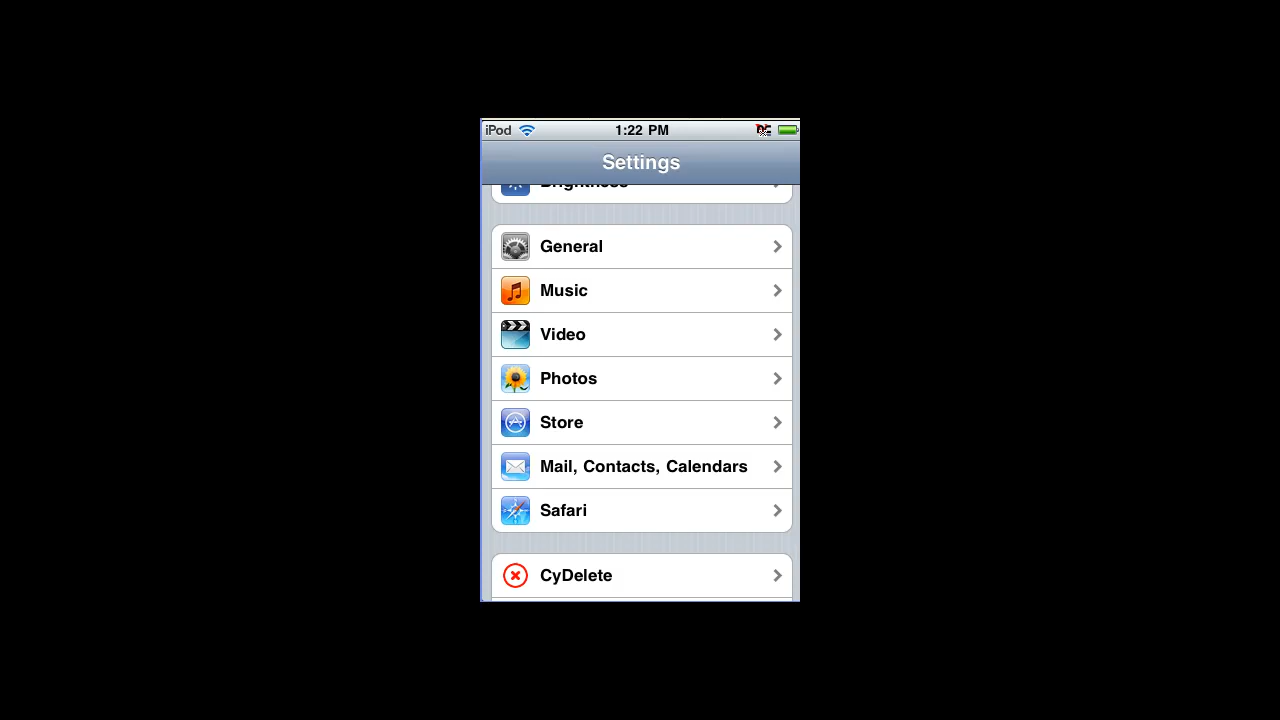 iPod 1:22 PM
Settings
Brightness
General
Music
Video
Photos
Store
Mail, Contacts, Calendars
Safari
CyDelete